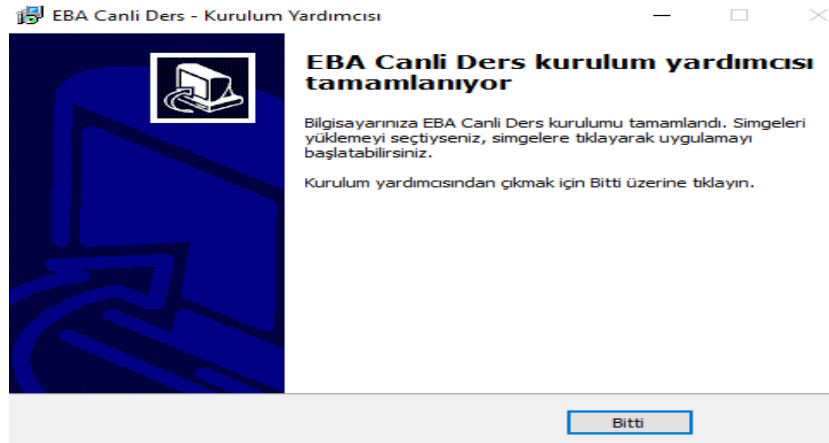 EBA Canli Ders - Kurulum Yardımcısı
EBA Canli Ders kurulum yardımcısı
tamamlanıyor
Bilgisayarınıza EBA Canli Ders kurulumu tamamlandı. Simgeleri
yüklemeyi seçtiyseniz, simgelere tıklayarak uygulamayı
başlatabilirsiniz.
Kurulum yardımcısından çıkmak için Bitti üzerine tıklayın.
Bitti